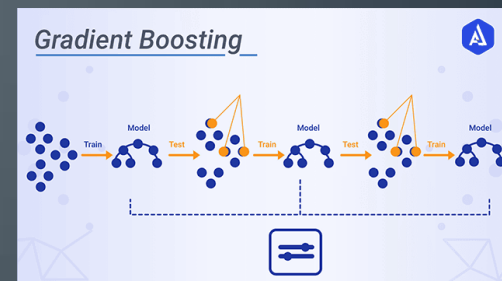 Gradient Boosting
Model
Model
Model
Train
Test
Train
Test
Train